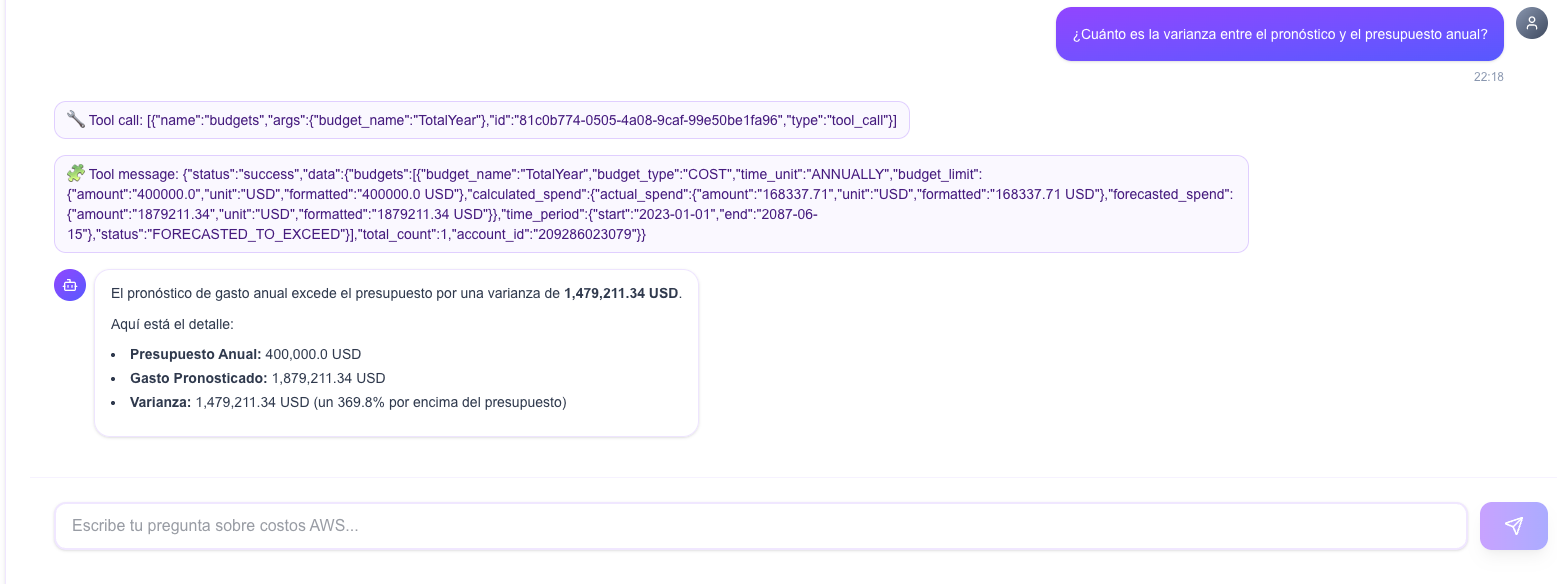 ¿Cuánto es la varianza entre el pronóstico y el presupuesto anual?
22:18
Tool call: [{"name":"budgets","args":{"budget_name":"TotalYear"},"id":"81c0b774-0505-4a08-9caf-99e50be1fa96","type":"tool_call"}]
Tool message: {"status":"success","data":{"budgets":[{"budget_name":"TotalYear","budget_type":"COST","time_unit":"ANNUALLY","budget_limit":
{"amount":"400000.0","unit":"USD","formatted":"400000.0 USD"},"calculated_spend":{"actual_spend":{"amount":"168337.71","unit":"USD","formatted":"168337.71 USD"},"forecasted_spend":
{"amount":"1879211.34","unit":"USD","formatted":"1879211.34 USD"}},"time_period":{"start":"2023-01-01","end":"2087-06-
15"},"status":"FORECASTED_TO_EXCEED"}],"total_count":1,"account_id":"209286023079"}}
El pronóstico de gasto anual excede el presupuesto por una varianza de 1,479,211.34 USD.
Aquí está el detalle:
• Presupuesto Anual: 400,000.0 USD
• Gasto Pronosticado: 1,879,211.34 USD
• Varianza: 1,479,211.34 USD (un 369.8% por encima del presupuesto)
Escribe tu pregunta sobre costos AWS...